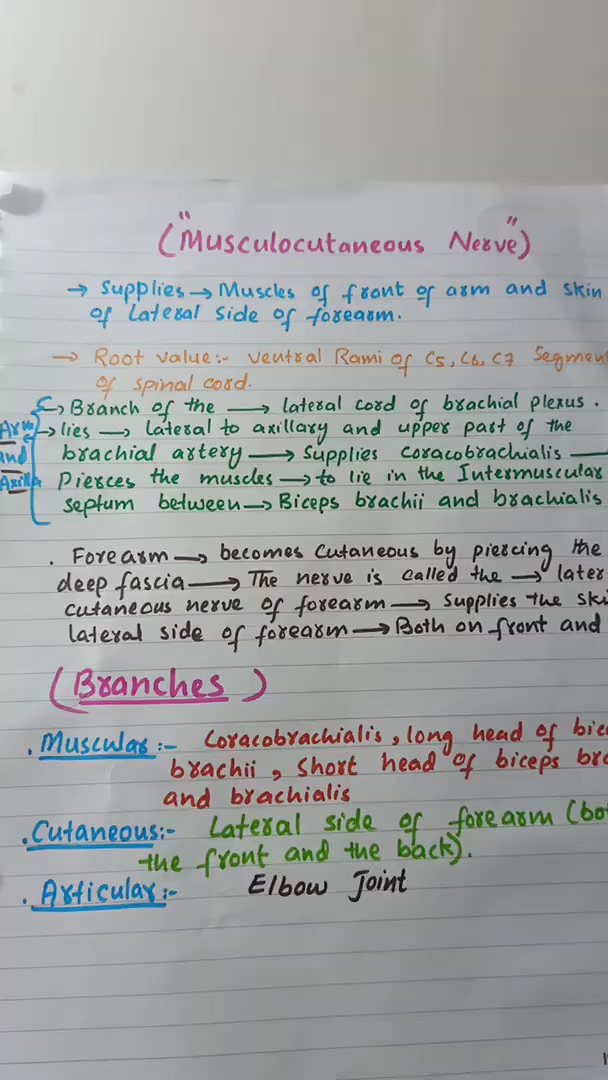 ("Musculocutaneous Nerve")
→ Supplies → Muscles of front of arm and skin
of Lateral Side of forearm.
→ Root value:- ventral Rami of C5, C6, C7 Segmen
of spinal cord.
→ Branch of the → lateral cord of brachial plexus.
Arm → lies → lateral to axillary and upper part of the
and brachial artery → Supplies coracobrachialis →
Axilla Pierces the muscles → to lie in the Intermuscular
septum between → Biceps brachii and brachialis
. Forearm → becomes cutaneous by piercing the
deep fascia → The nerve is called the → later
cutaneous nerve of forearm → Supplies the ski
lateral side of forearm → Both on front and
(Branches)
. Muscular:- Coracobrachialis, long head of bic
brachii, Short head of biceps br
and brachialis
. Cutaneous:- Lateral side of forearm (bo
the front and the back).
. Articular:- Elbow Joint